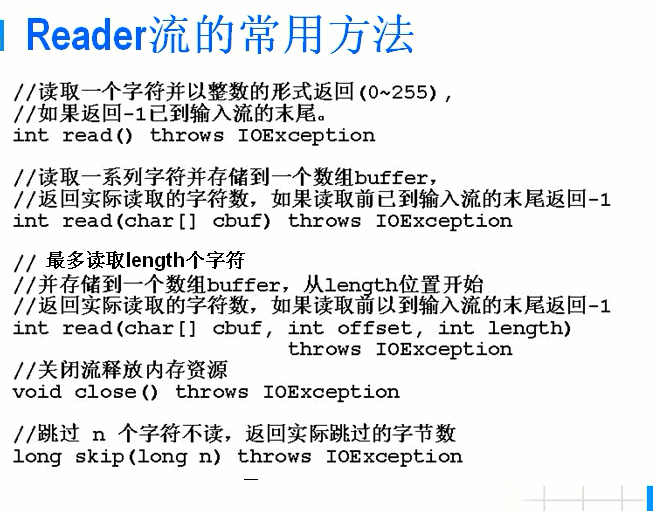 Reader流的常用方法
//读取一个字符并以整数的形式返回(0~255),
//如果返回-1已到输入流的末尾。
int read() throws IOException
//读取一系列字符并存储到一个数组buffer,
//返回实际读取的字符数，如果读取前已到输入流的末尾返回-1
int read(char[] cbuf) throws IOException
// 最多读取length个字符
//并存储到一个数组buffer，从length位置开始
//返回实际读取的字符数，如果读取前以到输入流的末尾返回-1
int read(char[] cbuf, int offset, int length)
throws IOException
//关闭流释放内存资源
void close() throws IOException
//跳过 n 个字符不读，返回实际跳过的字节数
long skip(long n) throws IOException